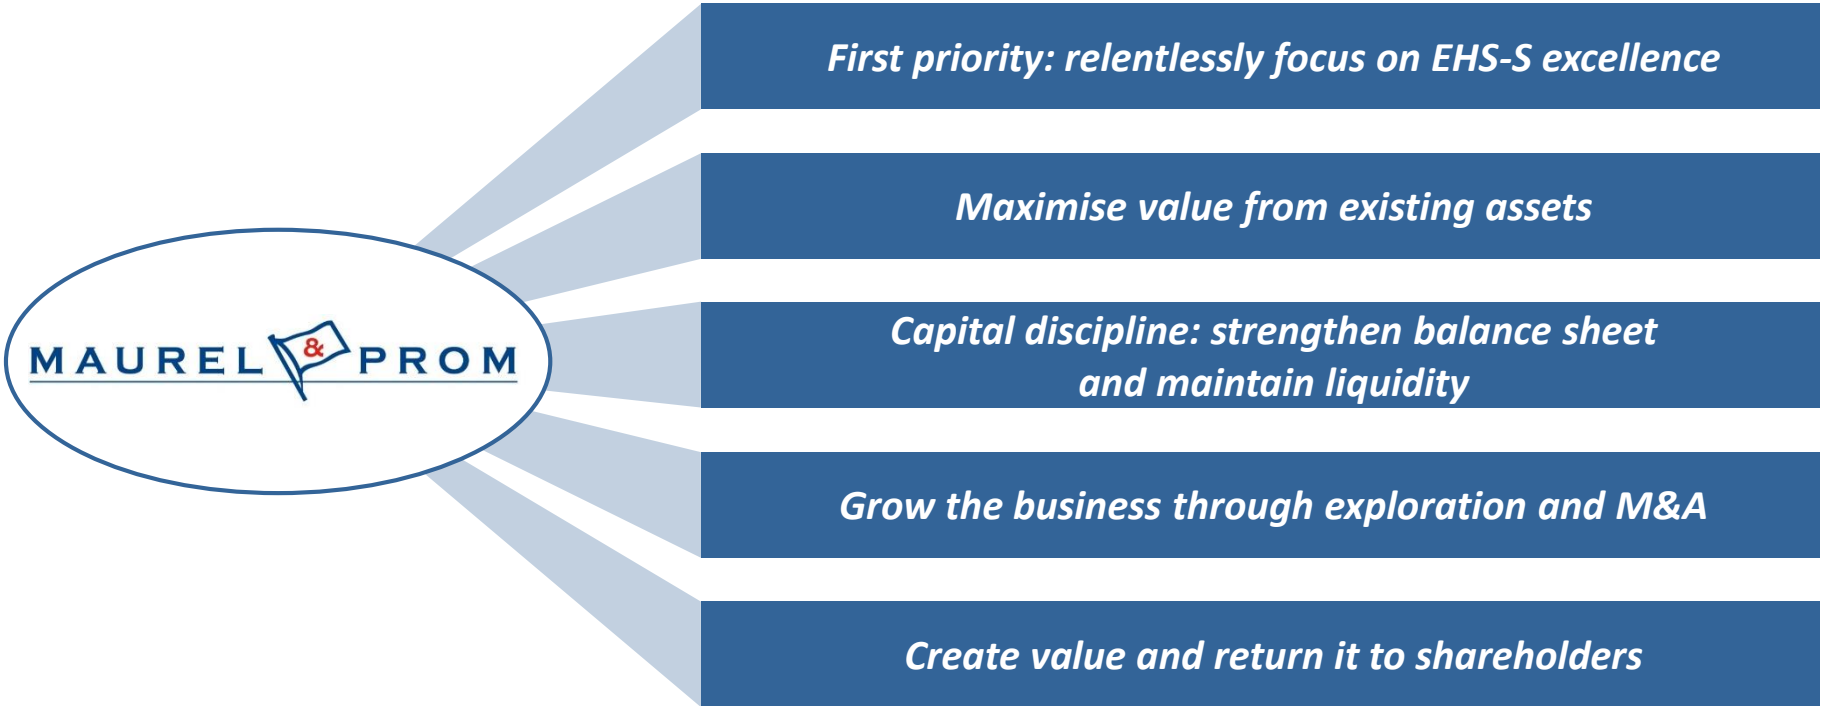 MAUREL & PROM
First priority: relentlessly focus on EHS-S excellence
Maximise value from existing assets
Capital discipline: strengthen balance sheet
and maintain liquidity
Grow the business through exploration and M&A
Create value and return it to shareholders